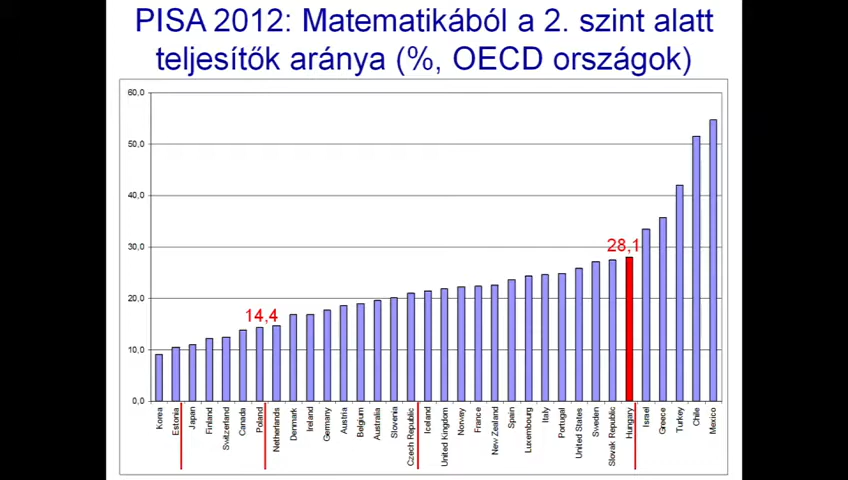 PISA 2012: Matematikából a 2. szint alatt
teljesítők aránya (%, OECD országok)
60,0
50,0
40,0
30,0
20,0
10,0
0,0
14,4
28,1
Korea
Estonia
Japan
Finland
Switzerland
Canada
Poland
Netherlands
Denmark
Ireland
Germany
Austria
Belgium
Australia
Slovenia
Czech Republic
Iceland
United Kingdom
Norway
France
New Zealand
Spain
Luxembourg
Italy
Portugal
United States
Sweden
Slovak Republic
Hungary
Israel
Greece
Turkey
Chile
Mexico